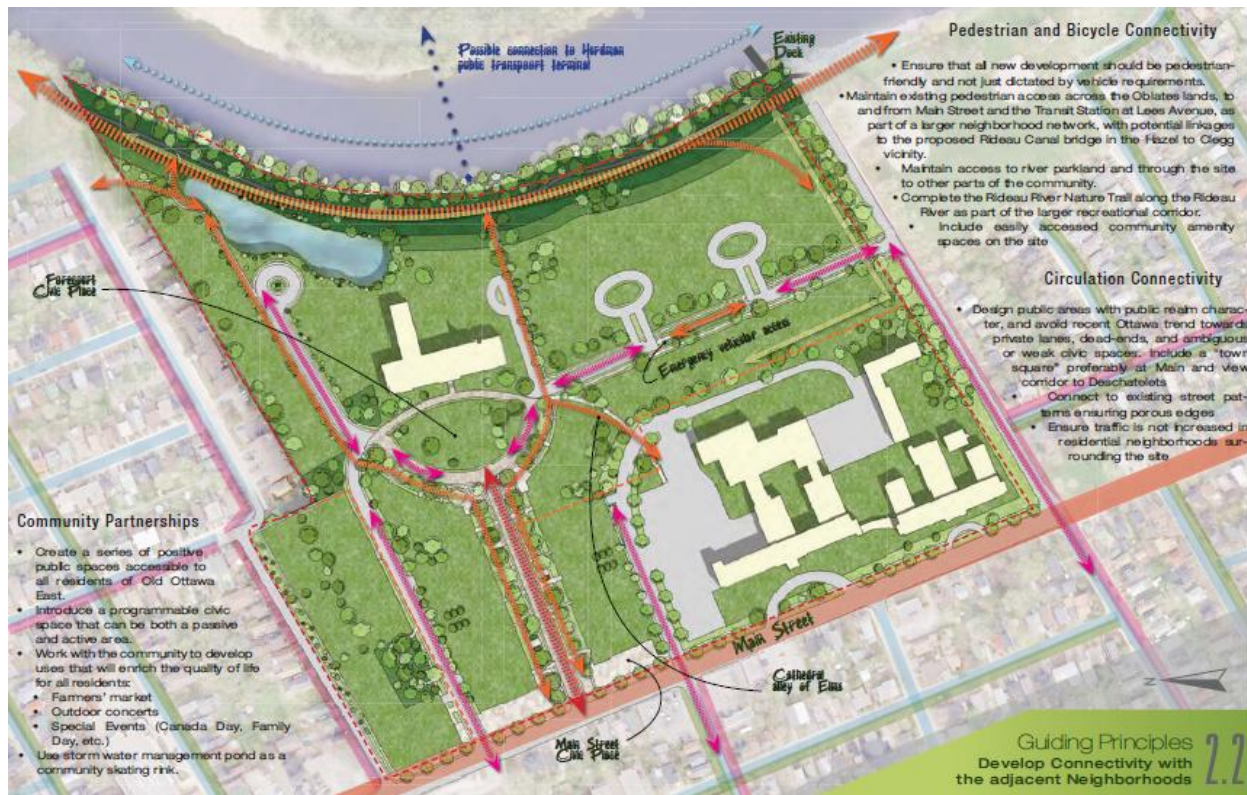 Possible connection to Hurdman
public transpoart terminal
Existing
Dock
Pedestrian and Bicycle Connectivity
• Ensure that all new development should be pedestrian-
friendly and not just dictated by vehicle requirements.
• Maintain existing pedestrian access across the Oblates lands, to
and from Main Street and the Transit Station at Lees Avenue, as
part of a larger neighborhood network, with potential linkages
to the proposed Rideau Canal bridge in the Hazel to Clegg
vicinity.
• Maintain access to river parkland and through the site
to other parts of the community.
• Complete the Rideau River Nature Trail along the Rideau
River as part of the larger recreational corridor.
• Include easily accessed community amenity
spaces on the site
Forecourt
Civic Place
Emergency vehicular access
Circulation Connectivity
• Design public areas with public realm charac-
ter, and avoid recent Ottawa trend towards
private lanes, dead-ends, and ambiguous
or weak civic spaces. Include a "town
square" preferably at Main and view
corridor to Deschatelets
• Connect to existing street pat-
terns ensuring porous edges
• Ensure traffic is not increased in
residential neighborhoods sur-
rounding the site
Community Partnerships
• Create a series of positive
public spaces accessible to
all residents of Old Ottawa
East.
• Introduce a programmable civic
space that can be both a passive
and active area.
• Work with the community to develop
uses that will enrich the quality of life
for all residents:
• Farmers' market
• Outdoor concerts
• Special Events (Canada Day, Family
Day, etc.)
• Use storm water management pond as a
community skating rink.
Main Street
Cathedral
alley of Elms
Main Street
Civic Place
N
Guiding Principles
Develop Connectivity with
the adjacent Neighborhoods
2.2